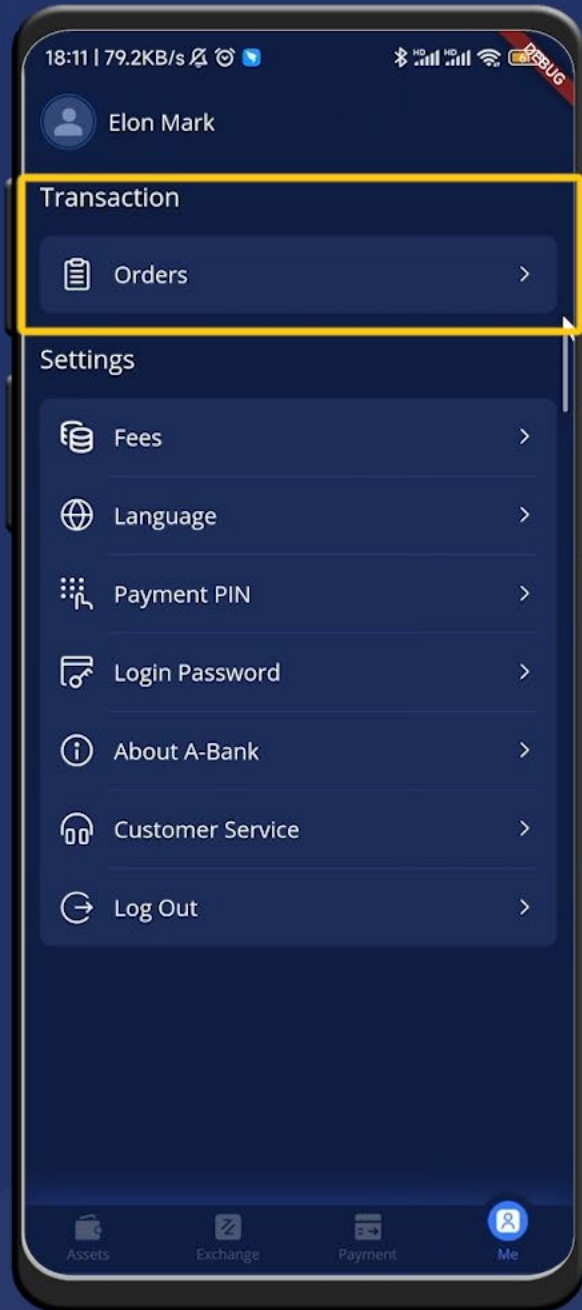 18:11 | 79.2KB/s
DEBUG
Elon Mark
Transaction
Orders
Settings
Fees
Language
Payment PIN
Login Password
About A-Bank
Customer Service
Log Out
Assets Exchange Payment Me